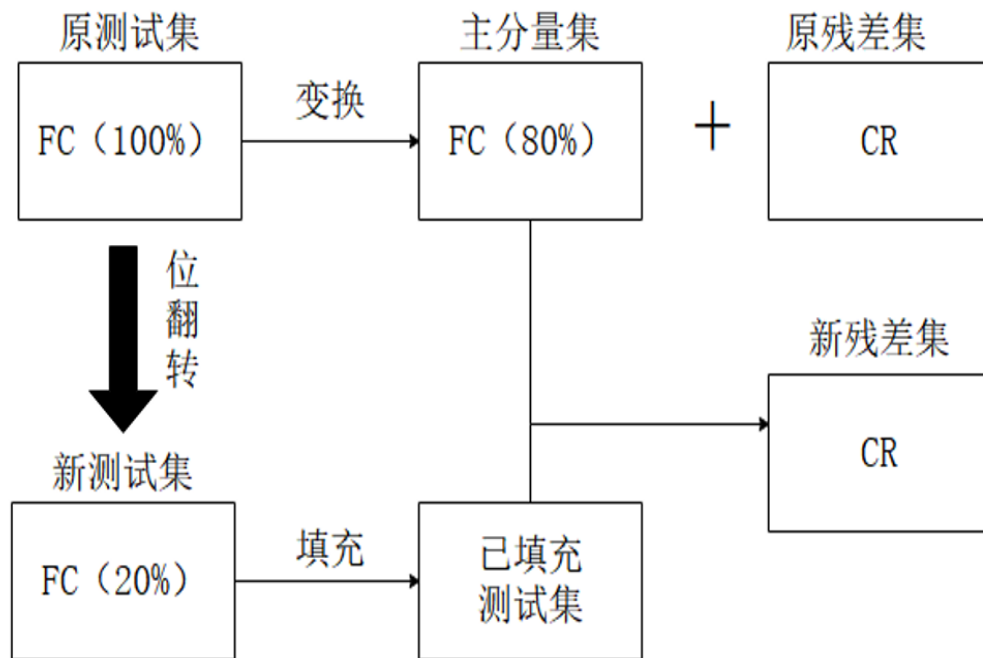 原测试集
主分量集
原残差集
FC（100%）
变换
FC（80%）
+
CR
位
翻
转
新残差集
CR
新测试集
FC（20%）
填充
已填充
测试集